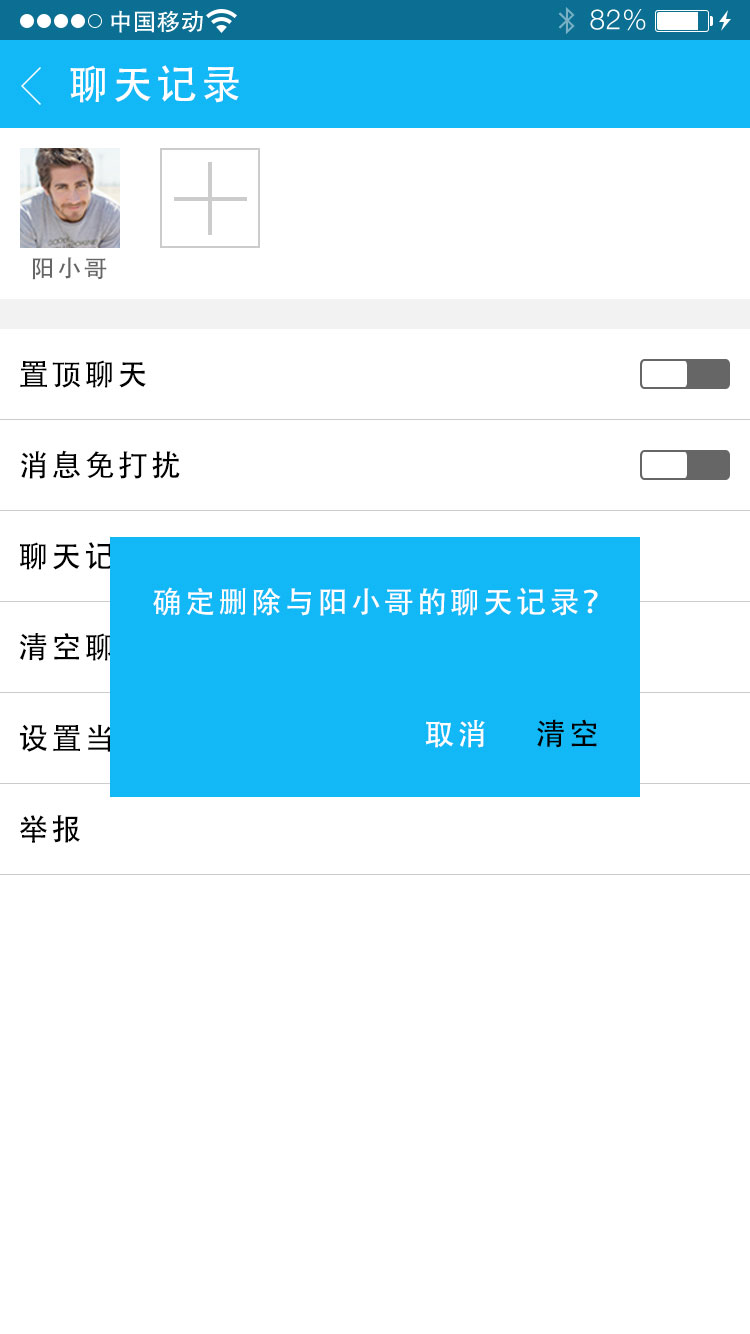 中国移动 82%
聊天记录
阳小哥
置顶聊天
消息免打扰
聊天记
确定删除与阳小哥的聊天记录?
清空聊
取消 清空
设置当
举报